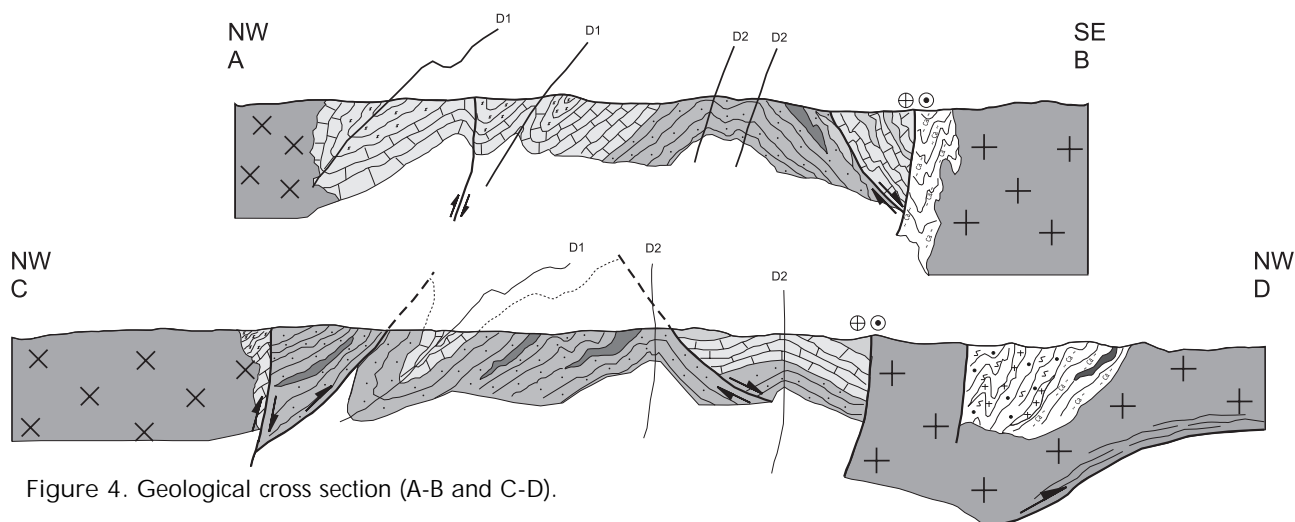 NW
A
D1
D1
D2
D2
SE
B
NW
C
D1
D2
D2
NW
D
Figure 4. Geological cross section (A-B and C-D).